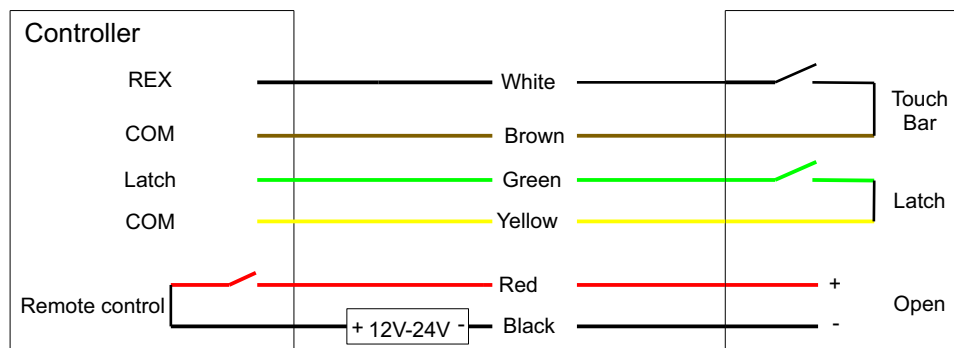 Controller
REX White
Touch
Bar
COM Brown
Latch Green
Latch
COM Yellow
Red +
Remote control Open
+ 12V-24V - Black -